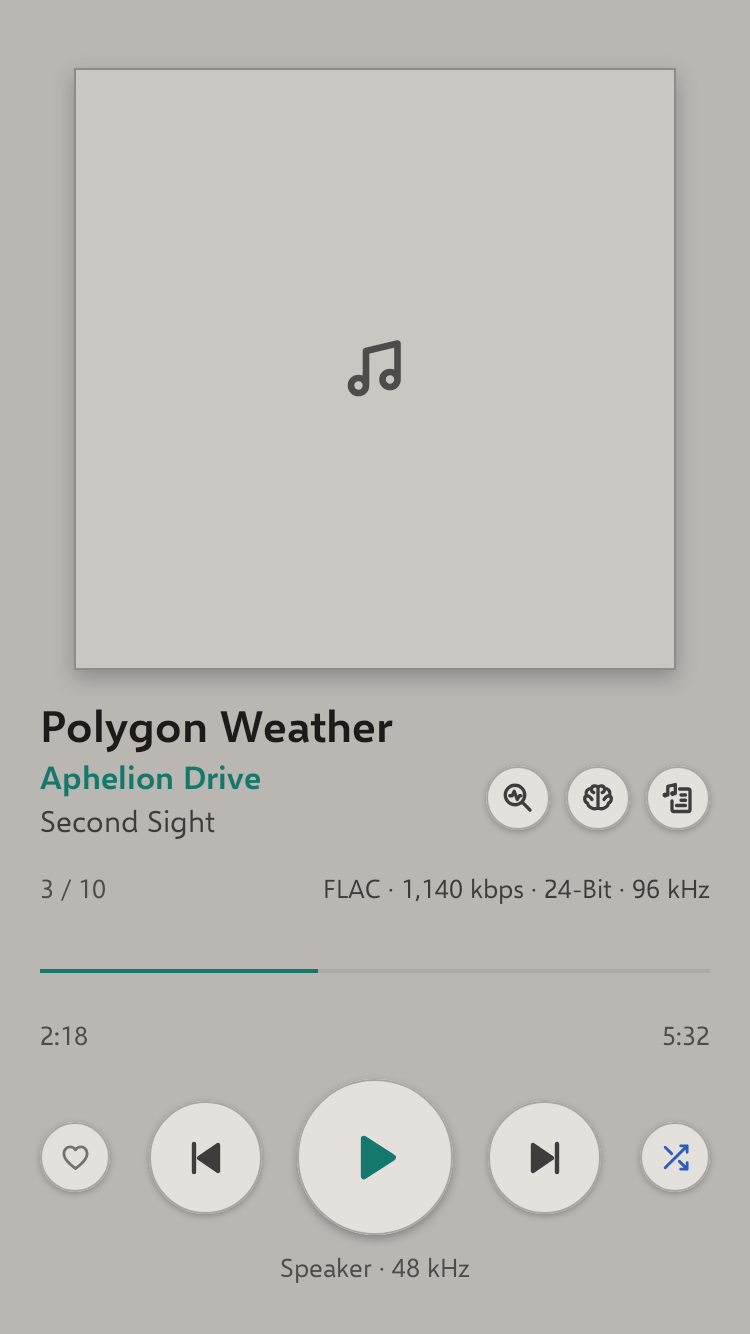 Polygon Weather
Aphelion Drive
Second Sight
3 / 10
FLAC · 1,140 kbps · 24-Bit · 96 kHz
2:18
5:32
Speaker · 48 kHz